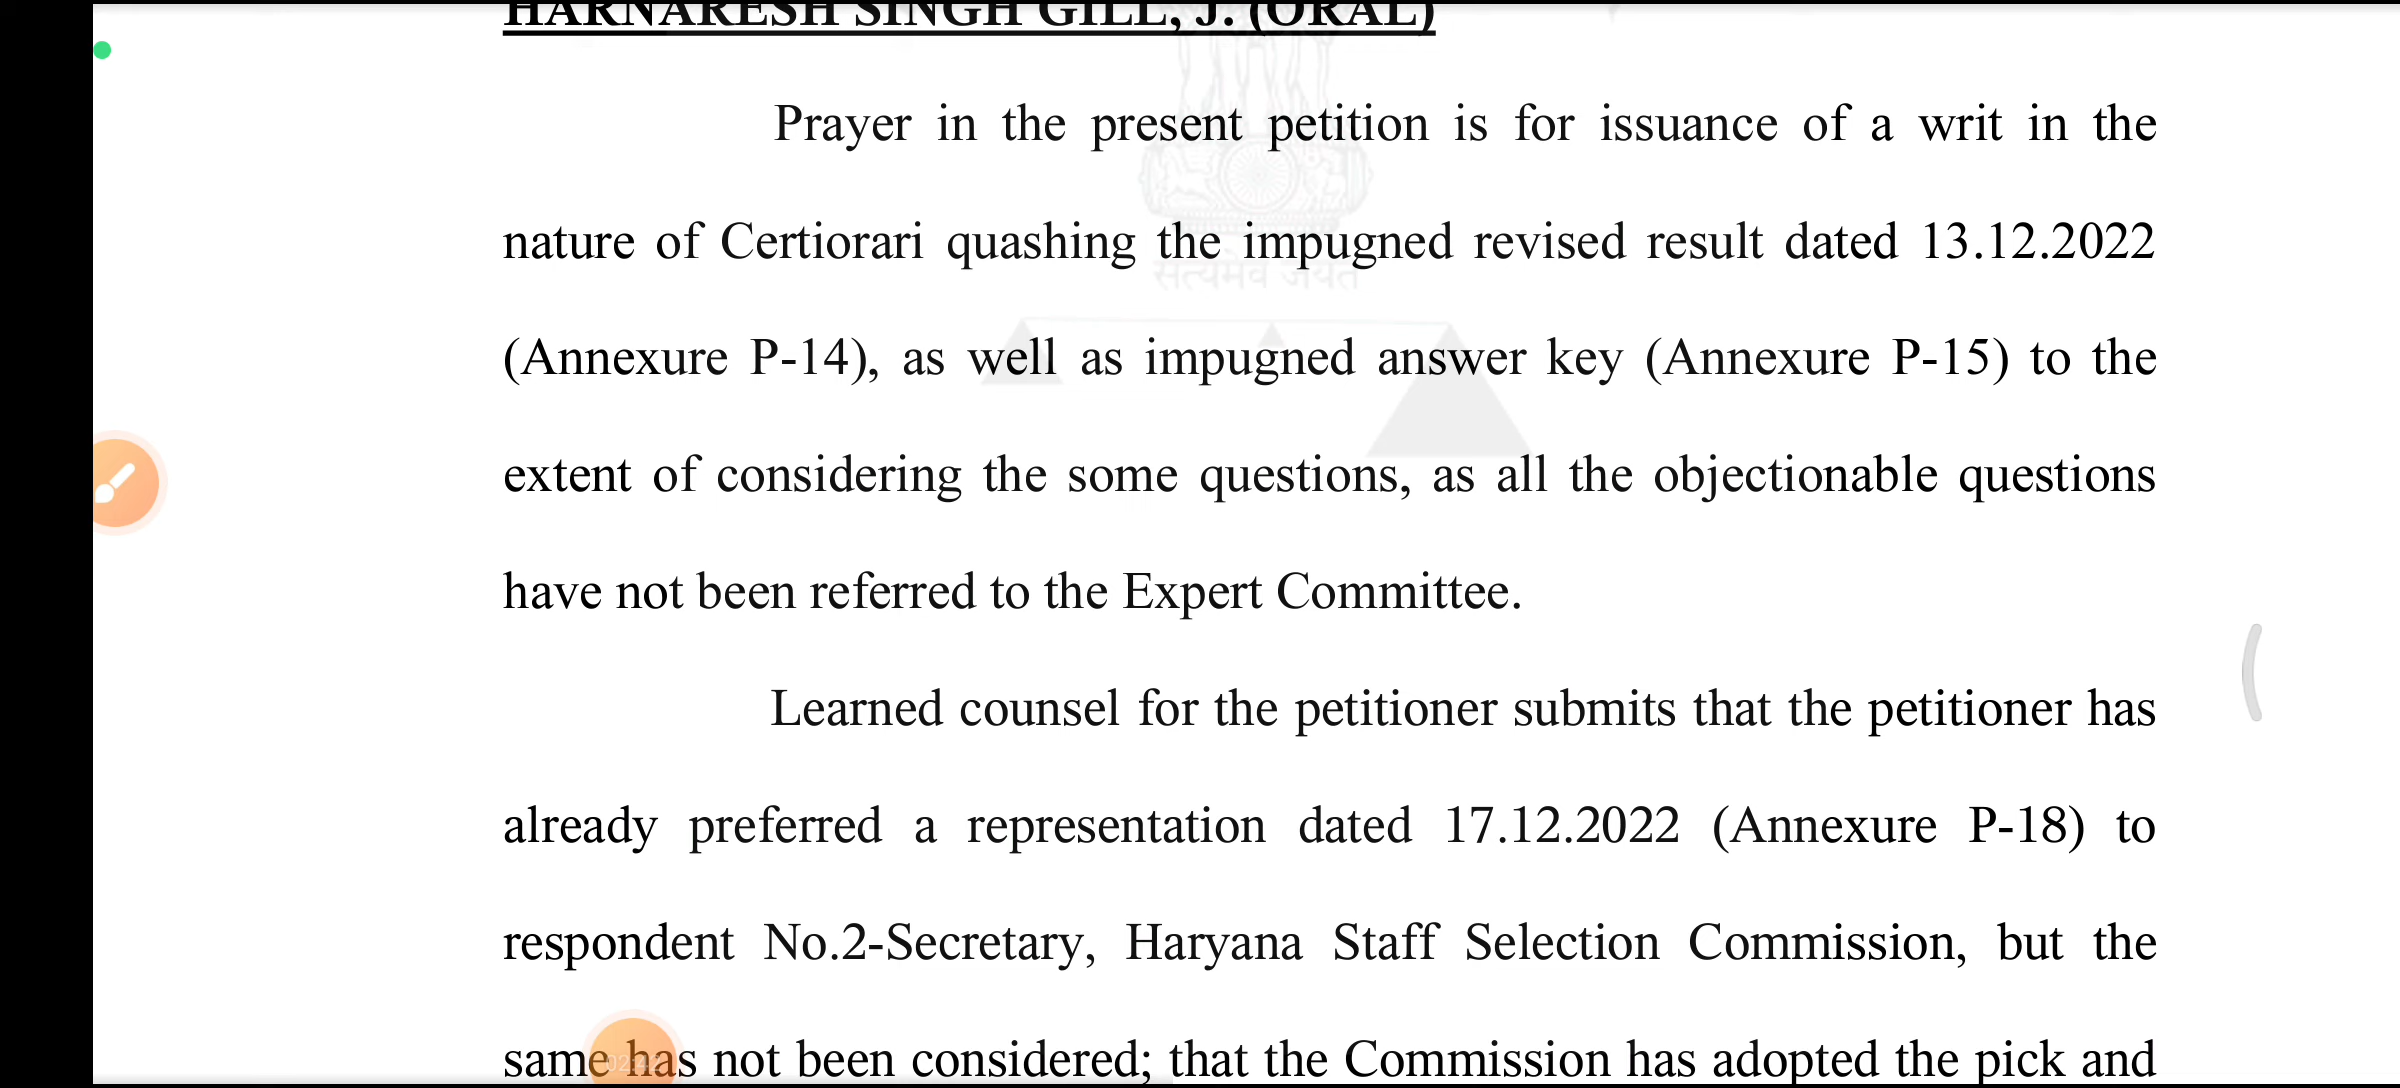 HARNARESH SINGH GILL, J. (ORAL)
Prayer in the present petition is for issuance of a writ in the
nature of Certiorari quashing the impugned revised result dated 13.12.2022
सत्यमेव जयते
(Annexure P-14), as well as impugned answer key (Annexure P-15) to the
extent of considering the some questions, as all the objectionable questions
have not been referred to the Expert Committee.
Learned counsel for the petitioner submits that the petitioner has
already preferred a representation dated 17.12.2022 (Annexure P-18) to
respondent No.2-Secretary, Haryana Staff Selection Commission, but the
same has not been considered; that the Commission has adopted the pick and